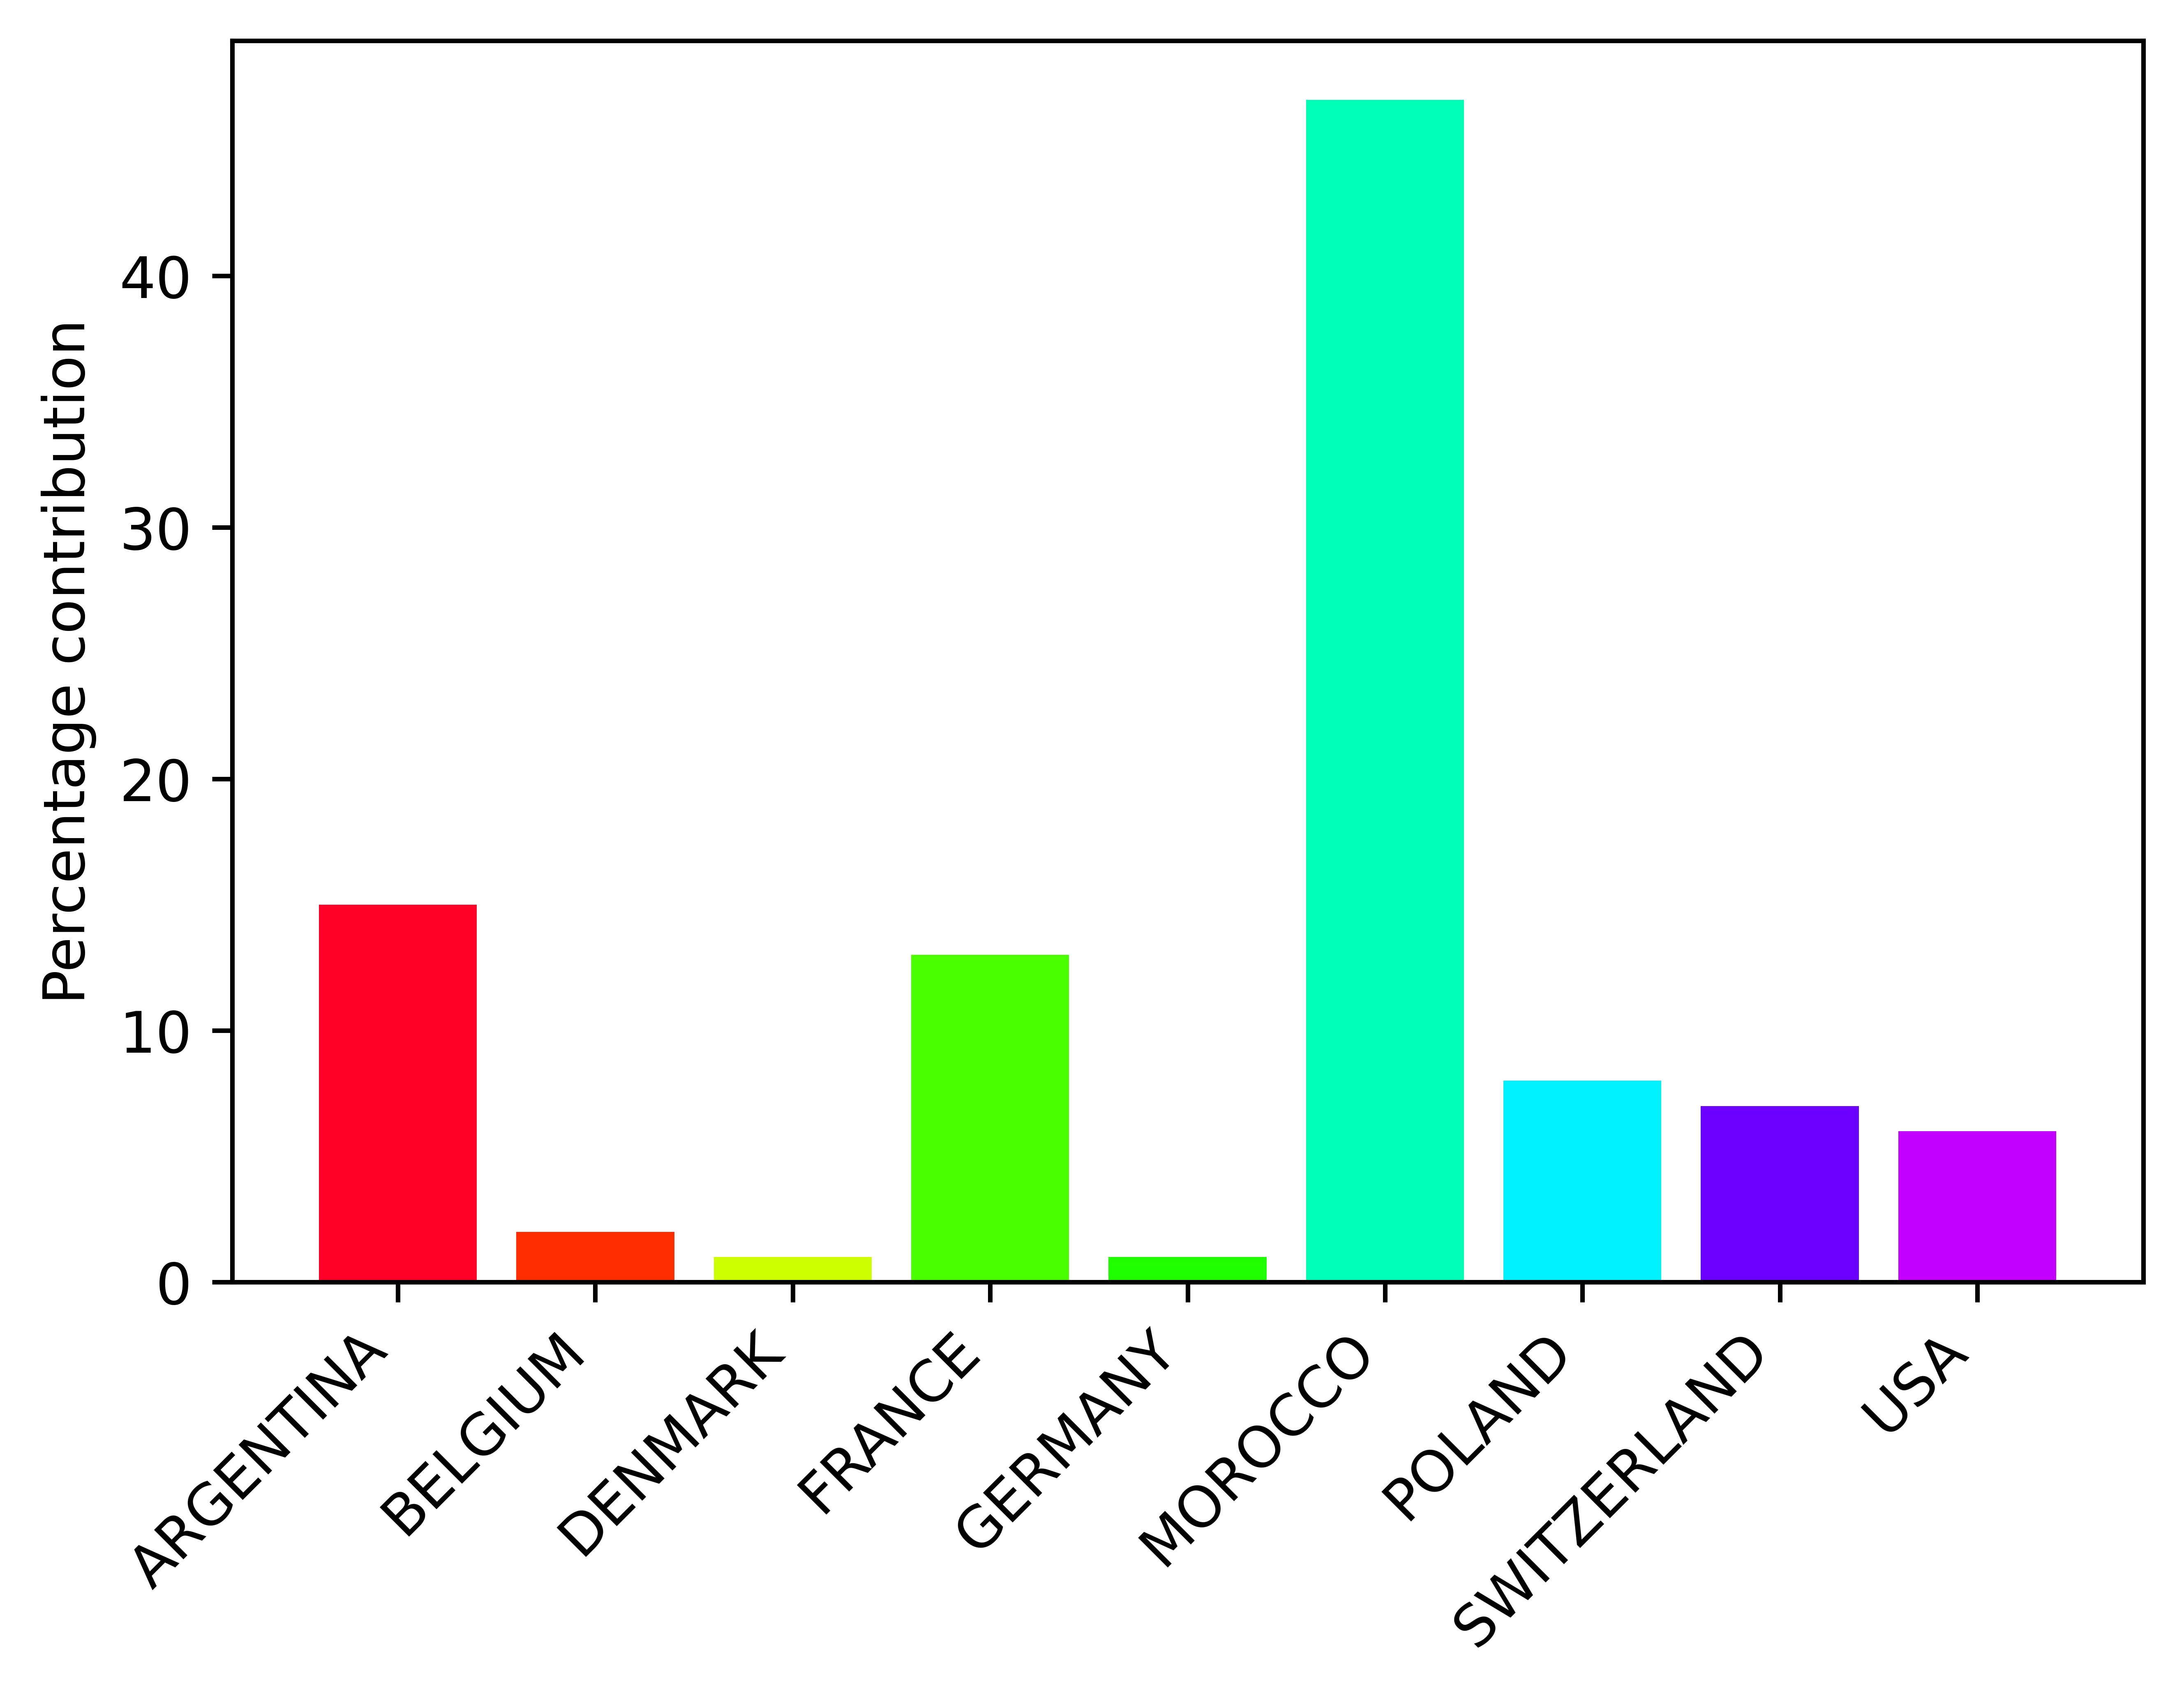 Percentage contribution
40
30
20
10
0
ARGENTINA
BELGIUM
DENMARK
FRANCE
GERMANY
MOROCCO
POLAND
SWITZERLAND
USA